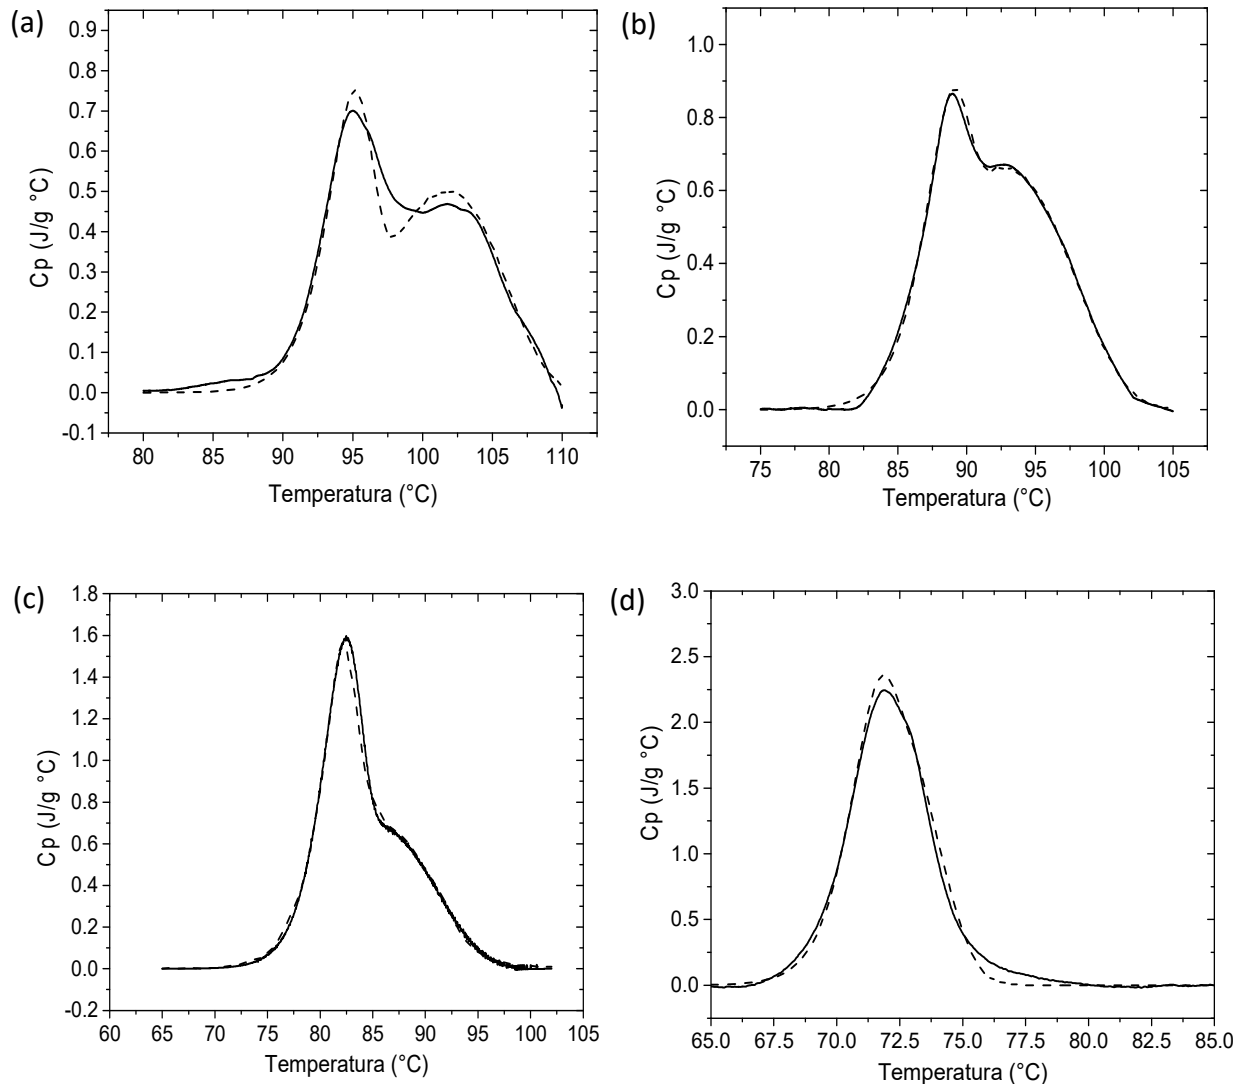 (a)
0.9
0.8
0.7
0.6
0.5
0.4
0.3
0.2
0.1
0.0
-0.1
Cp (J/g °C)
80 85 90 95 100 105 110
Temperatura (°C)
(b)
1.0
0.8
0.6
0.4
0.2
0.0
Cp (J/g °C)
75 80 85 90 95 100 105
Temperatura (°C)
(c)
1.8
1.6
1.4
1.2
1.0
0.8
0.6
0.4
0.2
0.0
-0.2
Cp (J/g °C)
60 65 70 75 80 85 90 95 100 105
Temperatura (°C)
(d)
3.0
2.5
2.0
1.5
1.0
0.5
0.0
Cp (J/g °C)
65.0 67.5 70.0 72.5 75.0 77.5 80.0 82.5 85.0
Temperatura (°C)